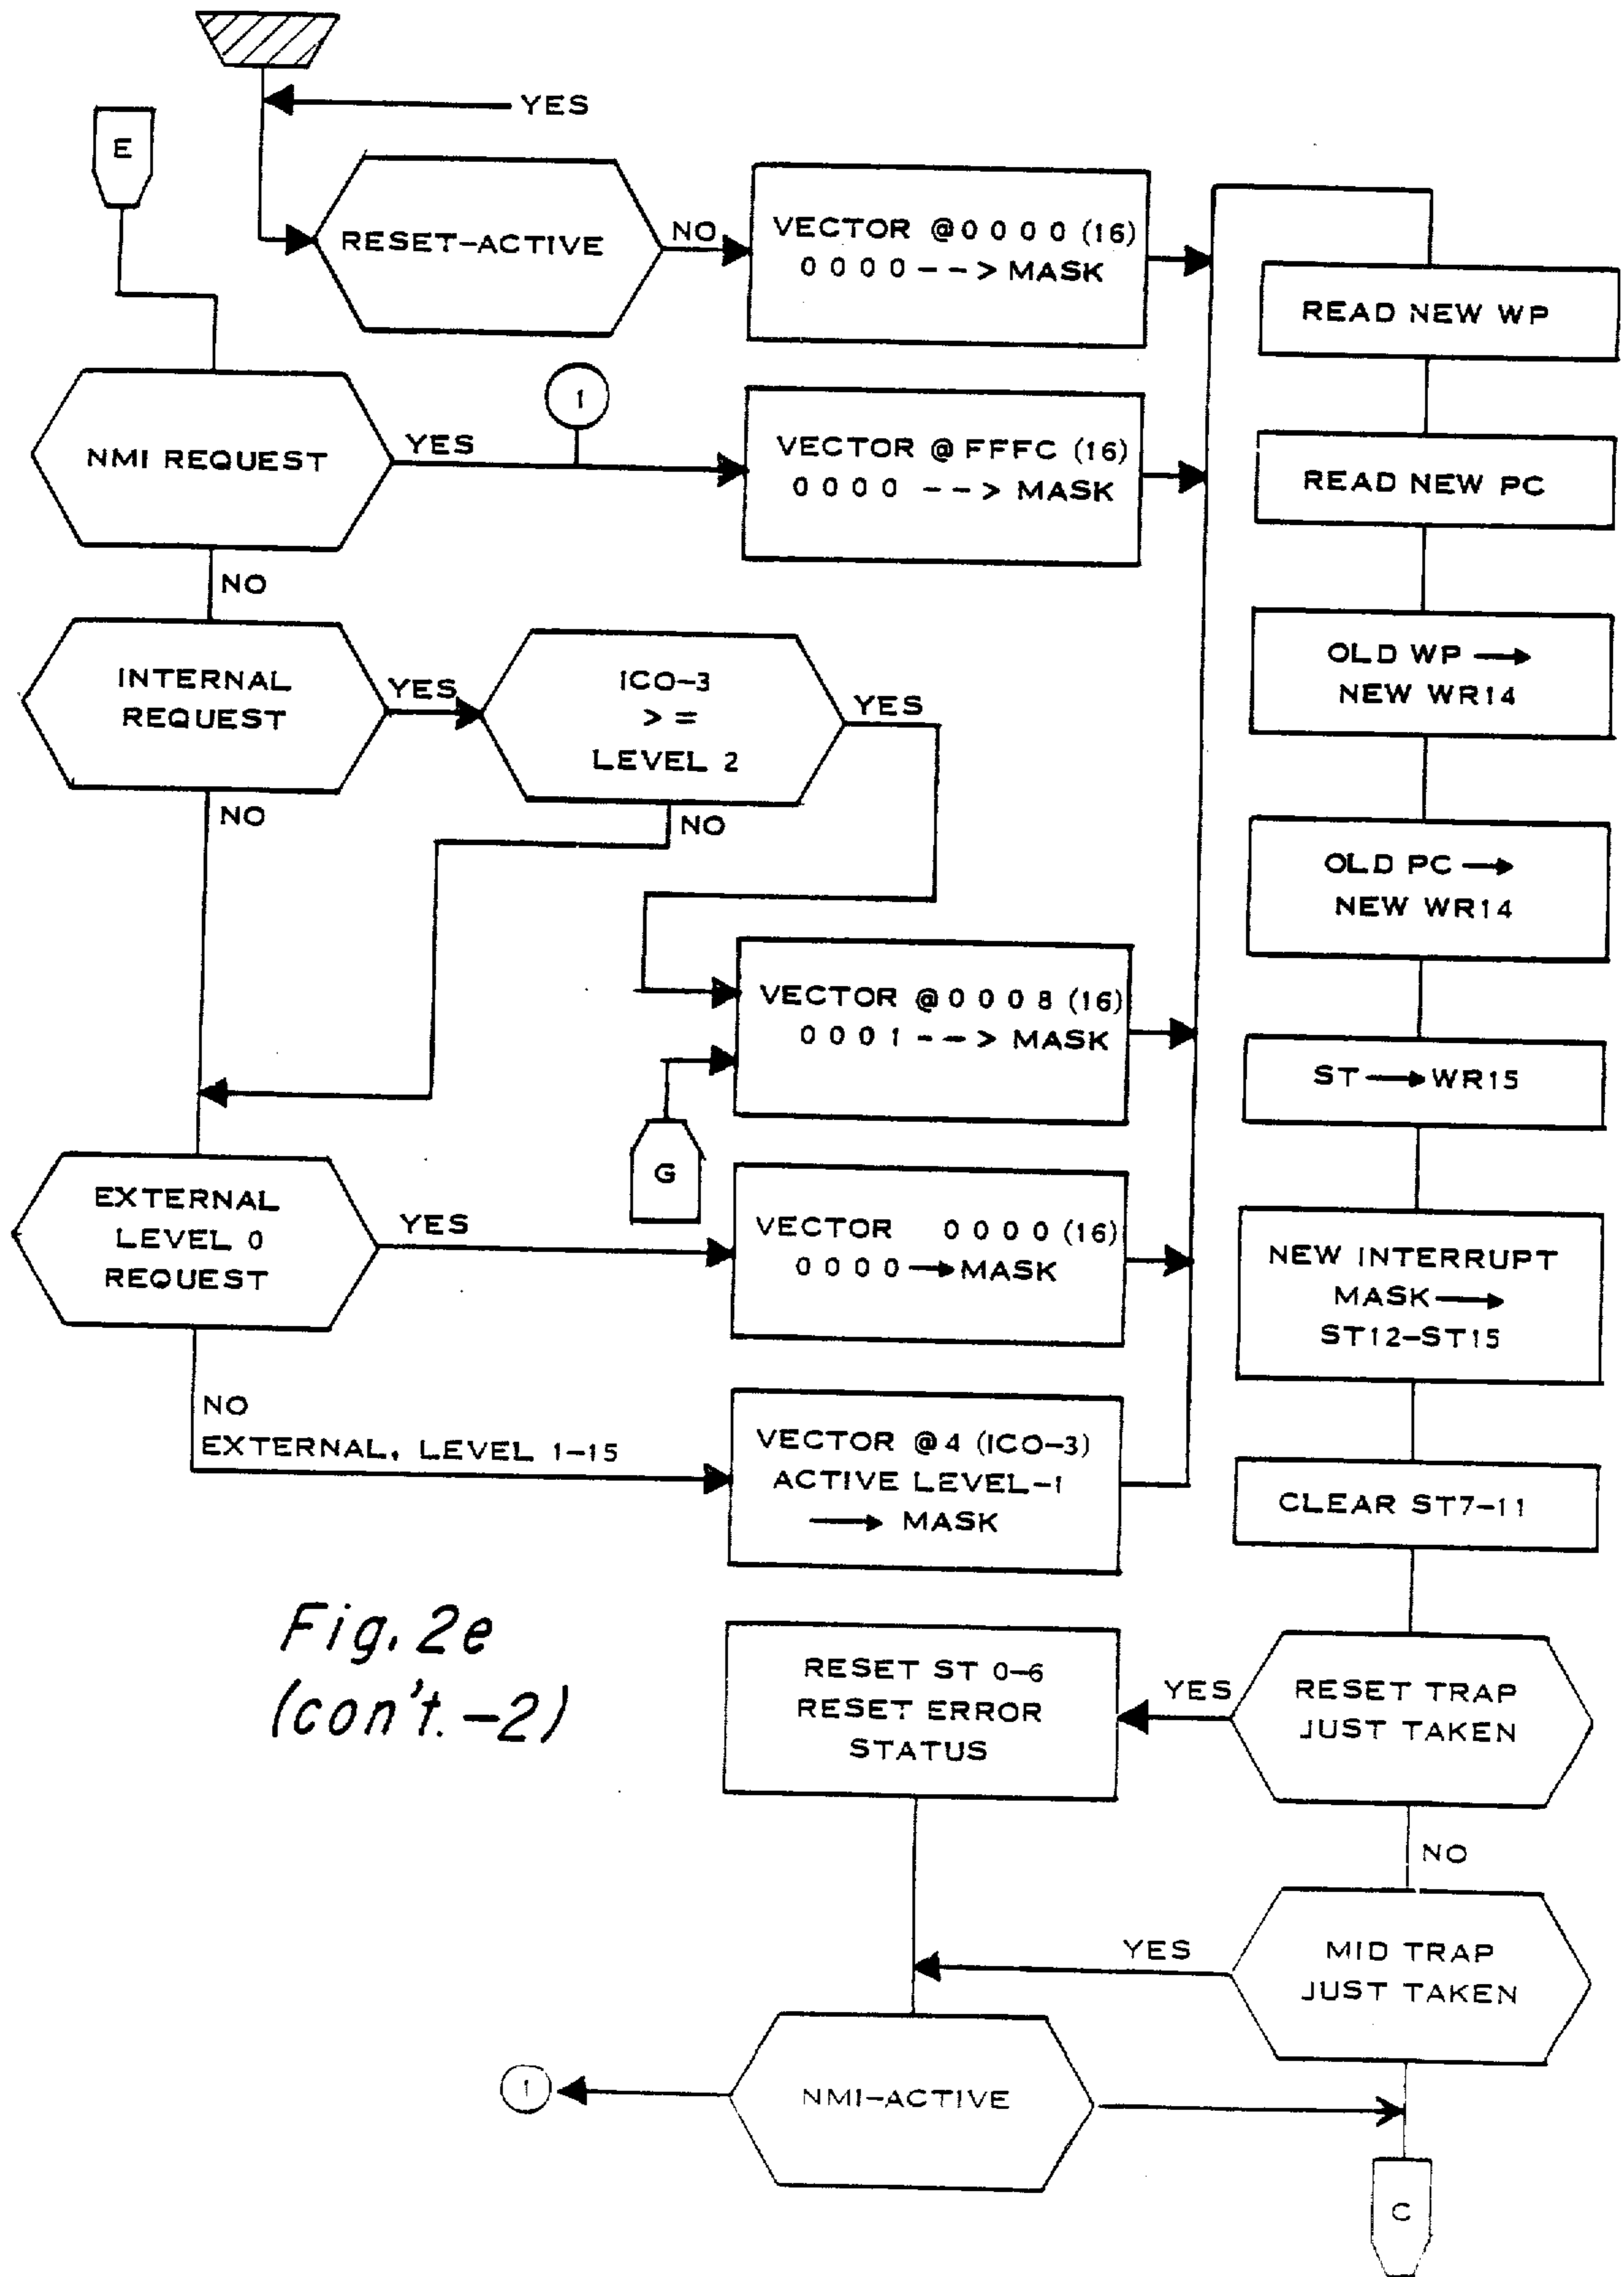 YES
E
RESET-ACTIVE
NO
VECTOR @0000 (16)
0000--> MASK
READ NEW WP
1
NMI REQUEST
YES
VECTOR @FFFC (16)
0000 --> MASK
READ NEW PC
NO
INTERNAL
REQUEST
YES
ICO-3
>=
LEVEL 2
YES
OLD WP →
NEW WR14
NO
NO
OLD PC →
NEW WR14
VECTOR @0008 (16)
0001--> MASK
ST → WR15
G
EXTERNAL
LEVEL 0
REQUEST
YES
VECTOR 0000 (16)
0000 → MASK
NEW INTERRUPT
MASK →
ST12-ST15
NO
EXTERNAL, LEVEL 1-15
VECTOR @4 (ICO-3)
ACTIVE LEVEL-1
→ MASK
CLEAR ST7-11
Fig. 2e
(con't.-2)
RESET ST 0-6
RESET ERROR
STATUS
YES
RESET TRAP
JUST TAKEN
NO
YES
MID TRAP
JUST TAKEN
1
NMI-ACTIVE
C